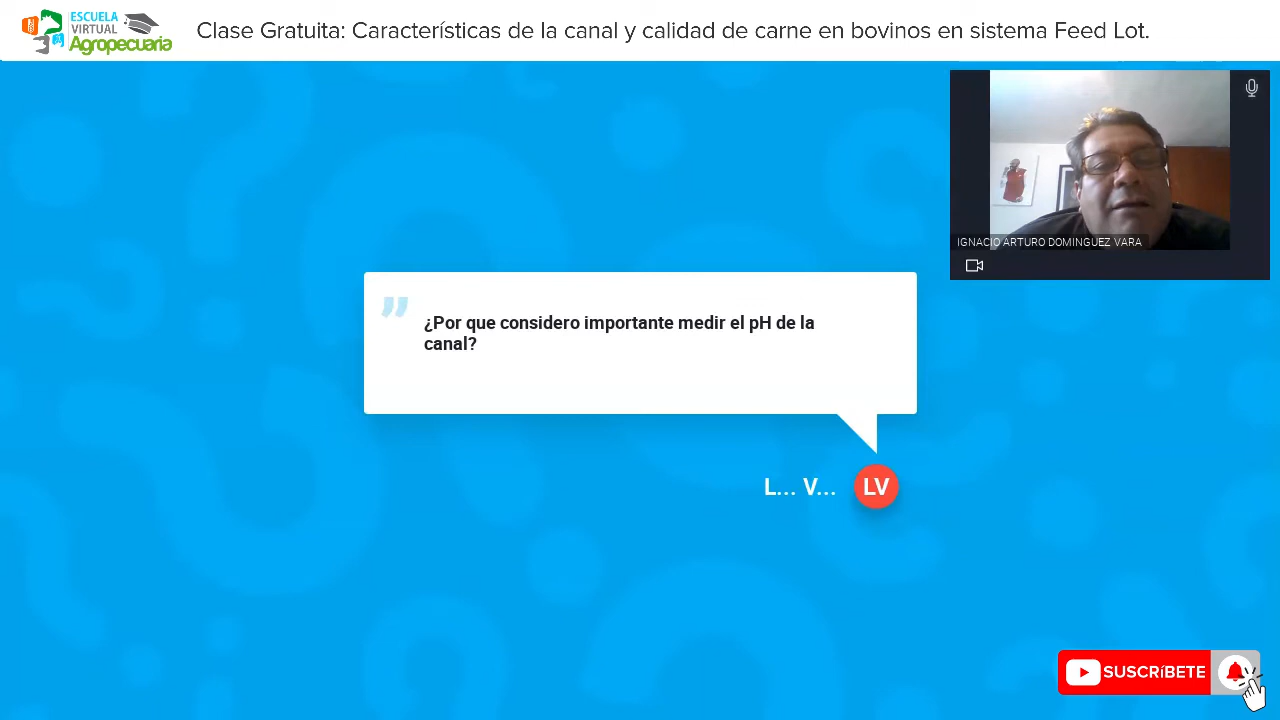 ESCUELA
VIRTUAL
Agropecuaria
Clase Gratuita: Características de la canal y calidad de carne en bovinos en sistema Feed Lot.
IGNACIO ARTURO DOMINGUEZ VARA
¿Por que considero importante medir el pH de la
canal?
L... V... LV
SUSCRíBETE